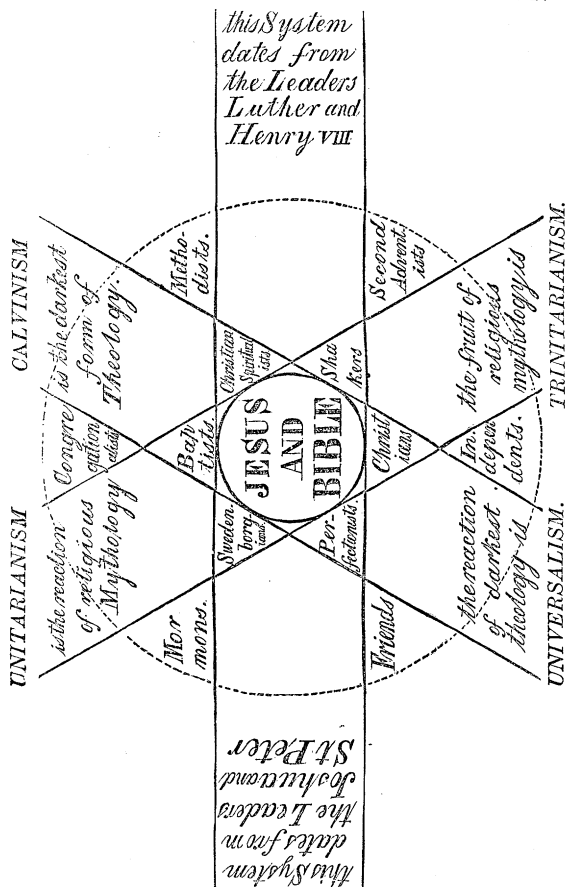 this System
dates from
the Leaders
Luther and
Henry VIII
CALVINISM
is the darkest
form of
Theology.
Metho-
dists.
Second
Advent
ists
TRINITARIANISM.
the fruit of
religious
mythology is
Christian
Spiritual
ists
Sha
kers
Congre
gation
alists
Bap
tists.
JESUS
AND
BIBLE
Christ
ians
In
depen
dents.
UNITARIANISM
is the reaction
of religious
Mythology
Sweden
borg
ians.
Per
fectionists
the reaction
of darkest
theology is
UNIVERSALISM.
Mor
mons.
Friends
this System
dates from
the Leaders
Joshua and
St Peter